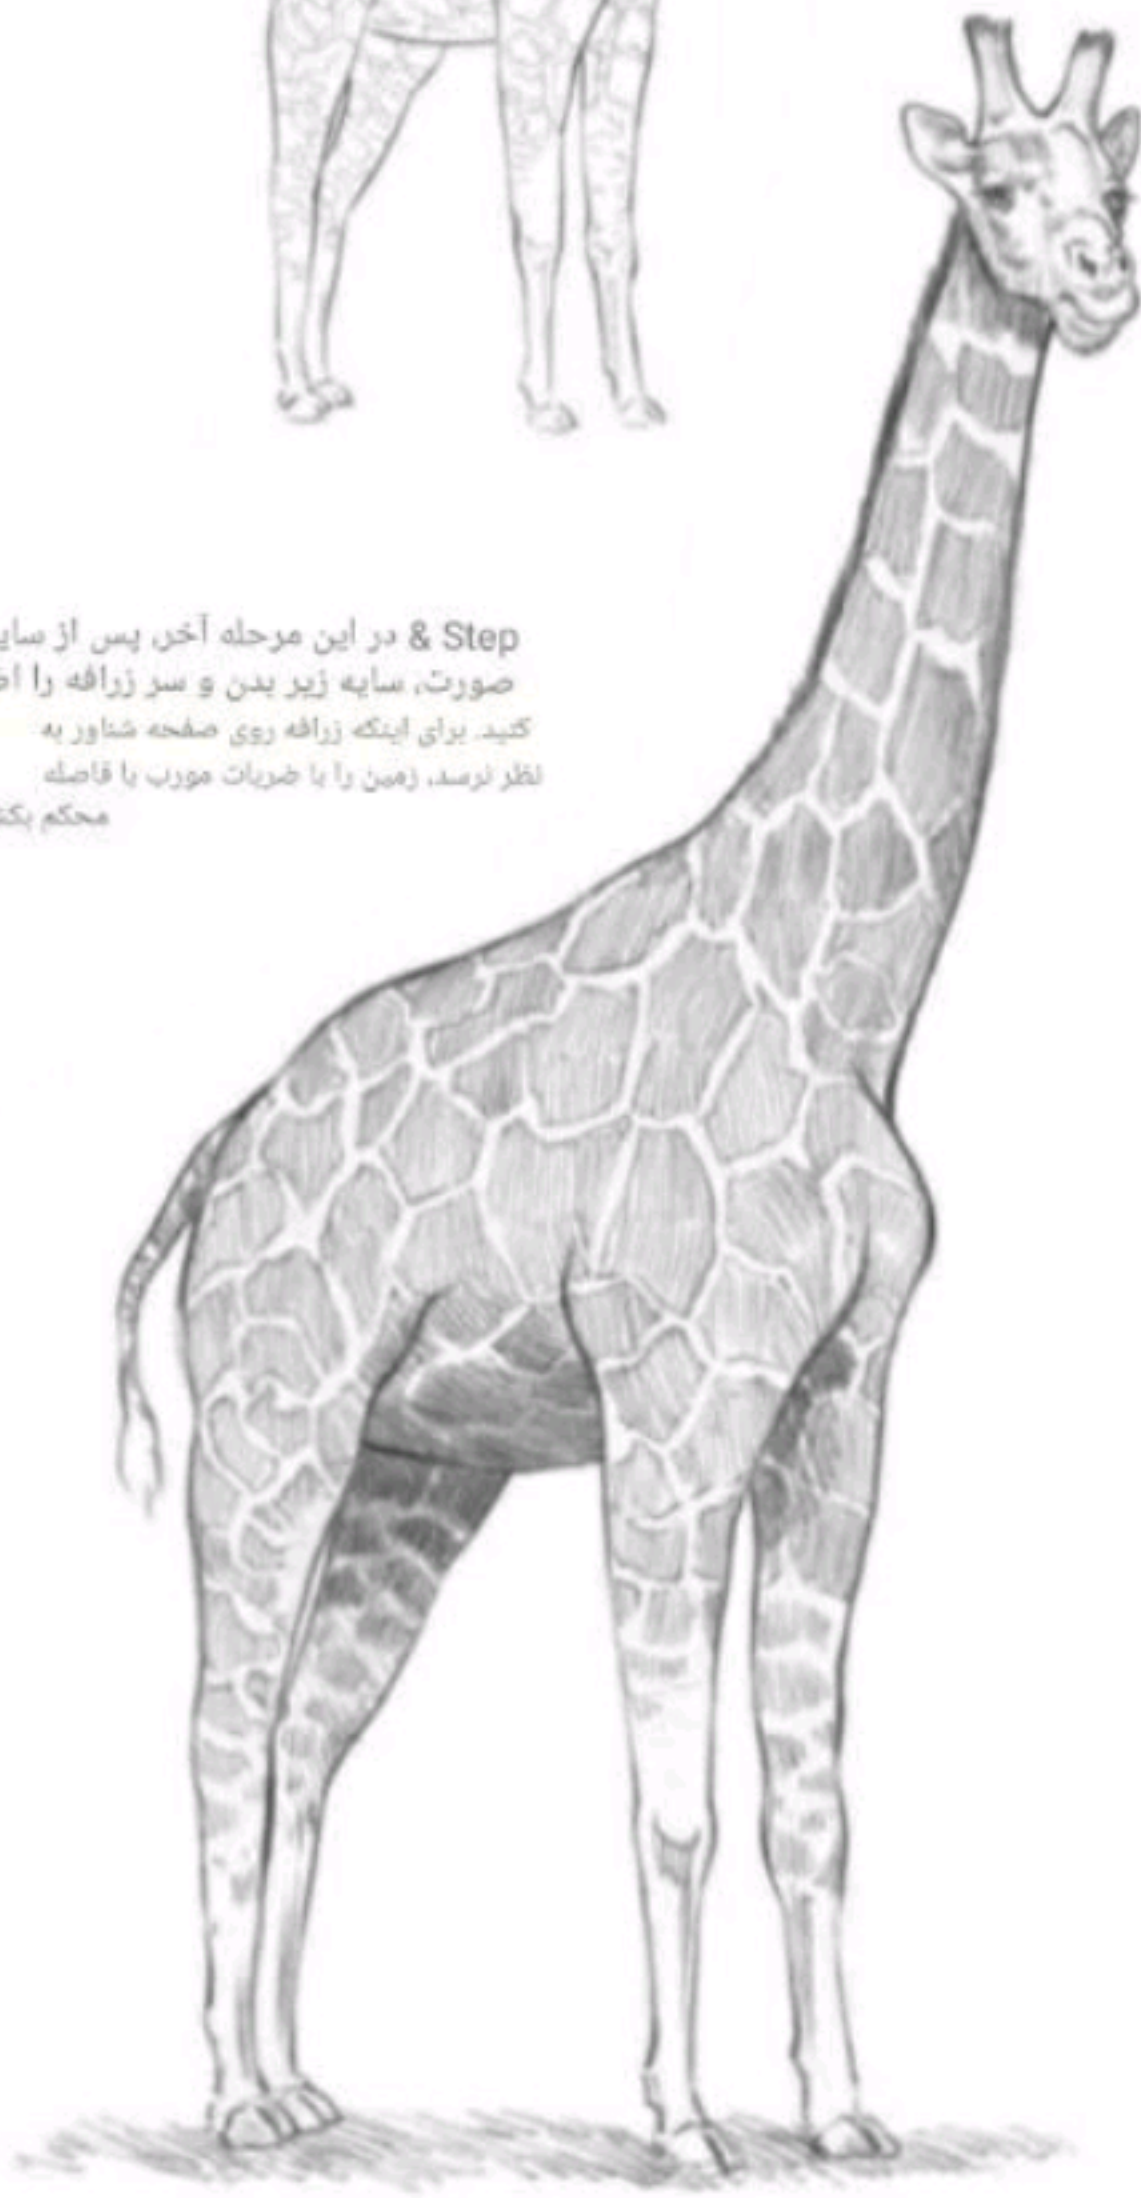 Step & در این مرحله آخر، پس از
صورت، سایه زیر بدن و سر زرافه را
کنید. برای اینکه زرافه روی صفحه شناور به
نظر نرسد، زمین را با ضربات مورب با فاصله
محکم